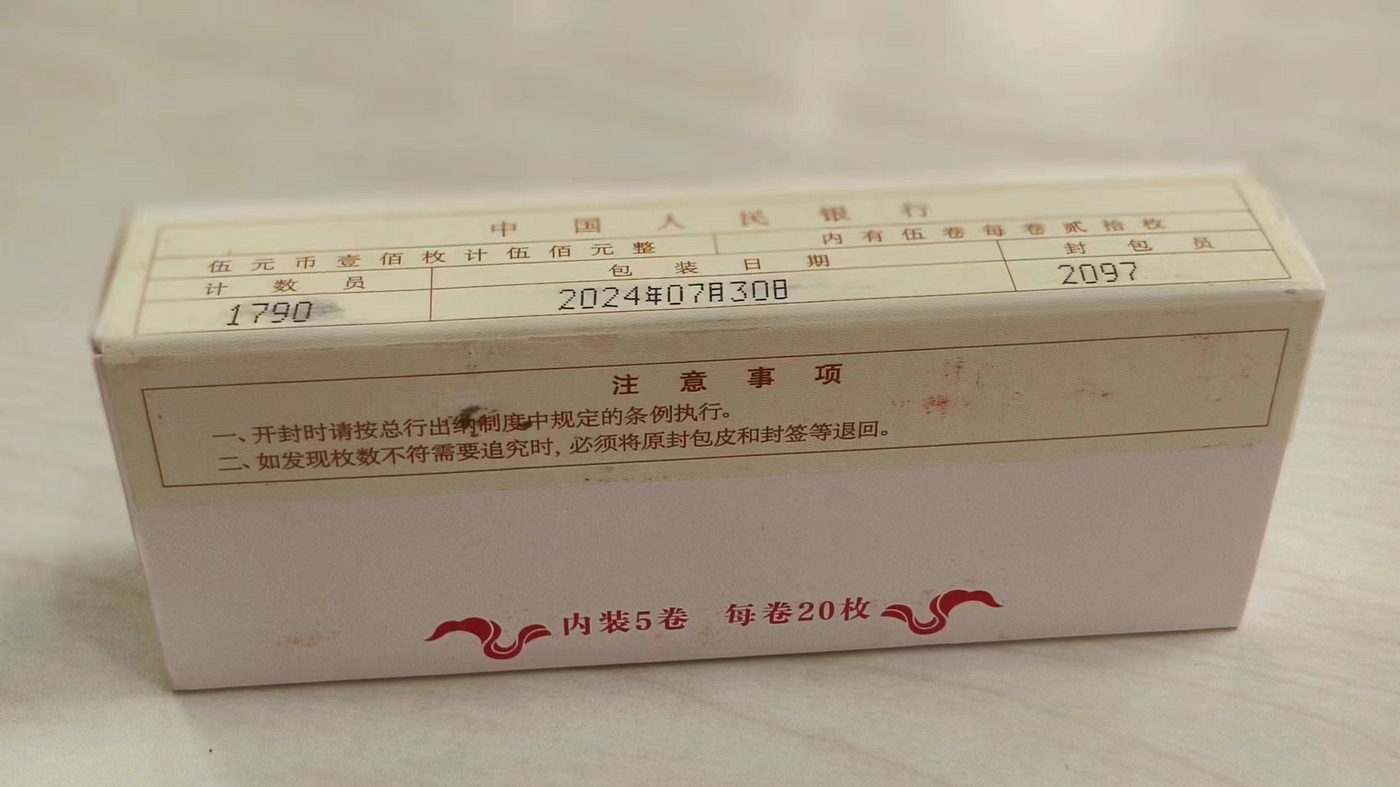 中国人民银行
伍元币壹佰枚计伍佰元整 内有伍卷每卷贰拾枚
计数员 包装日期 封包员
1790 2024年07月30日 2097
注意事项
一、开封时请按总行出纳制度中规定的条例执行。
二、如发现枚数不符需要追究时,必须将原封包皮和封签等退回。
内装5卷 每卷20枚